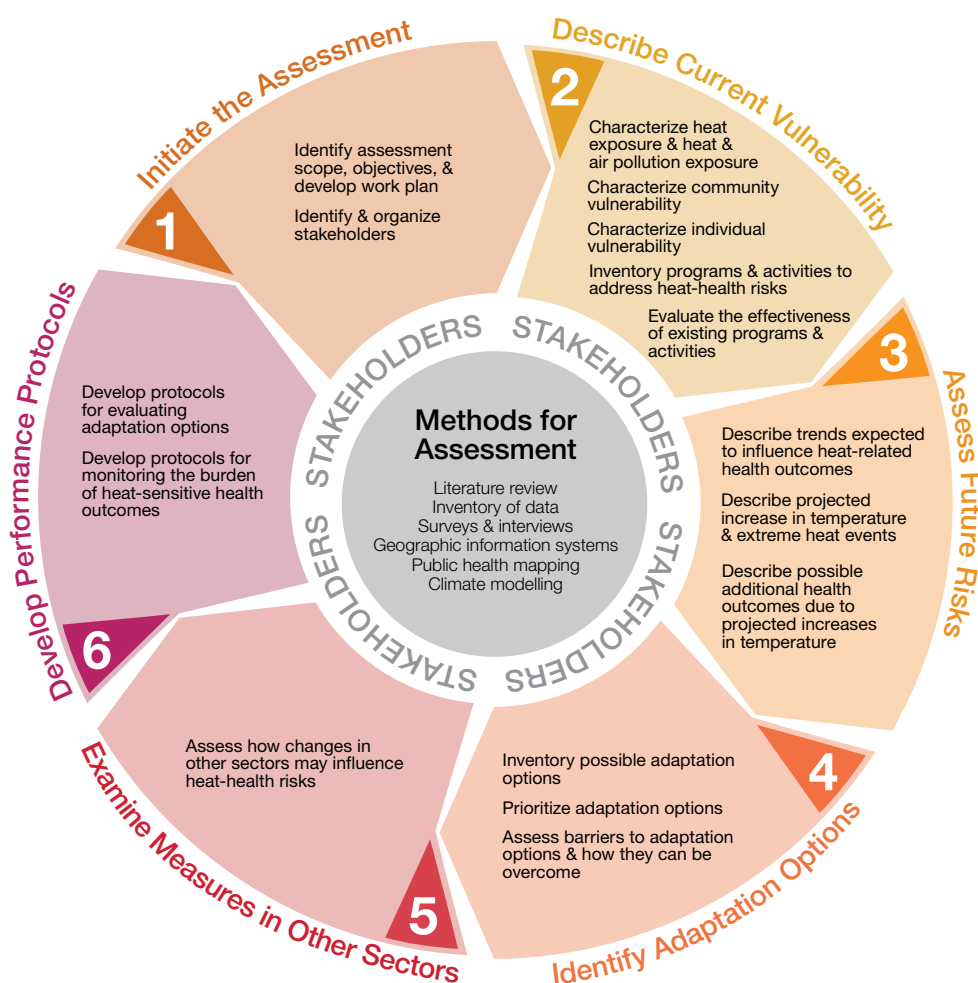 Initiate the Assessment
1
Identify assessment
scope, objectives, &
develop work plan
Identify & organize
stakeholders
Describe Current Vulnerability
2
Characterize heat
exposure & heat &
air pollution exposure
Characterize community
vulnerability
Characterize individual
vulnerability
Inventory programs & activities to
address heat-health risks
Evaluate the effectiveness
of existing programs &
activities
Assess Future Risks
3
Describe trends expected
to influence heat-related
health outcomes
Describe projected
increase in temperature
& extreme heat events
Describe possible
additional health
outcomes due to
projected increases
in temperature
Identify Adaptation Options
4
Inventory possible adaptation
options
Prioritize adaptation options
Assess barriers to adaptation
options & how they can be
overcome
Examine Measures in Other Sectors
5
Assess how changes in
other sectors may influence
heat-health risks
Develop Performance Protocols
6
Develop protocols
for evaluating
adaptation options
Develop protocols for
monitoring the burden
of heat-sensitive health
outcomes
STAKEHOLDERS
STAKEHOLDERS
STAKEHOLDERS
STAKEHOLDERS
Methods for
Assessment
Literature review
Inventory of data
Surveys & interviews
Geographic information systems
Public health mapping
Climate modelling